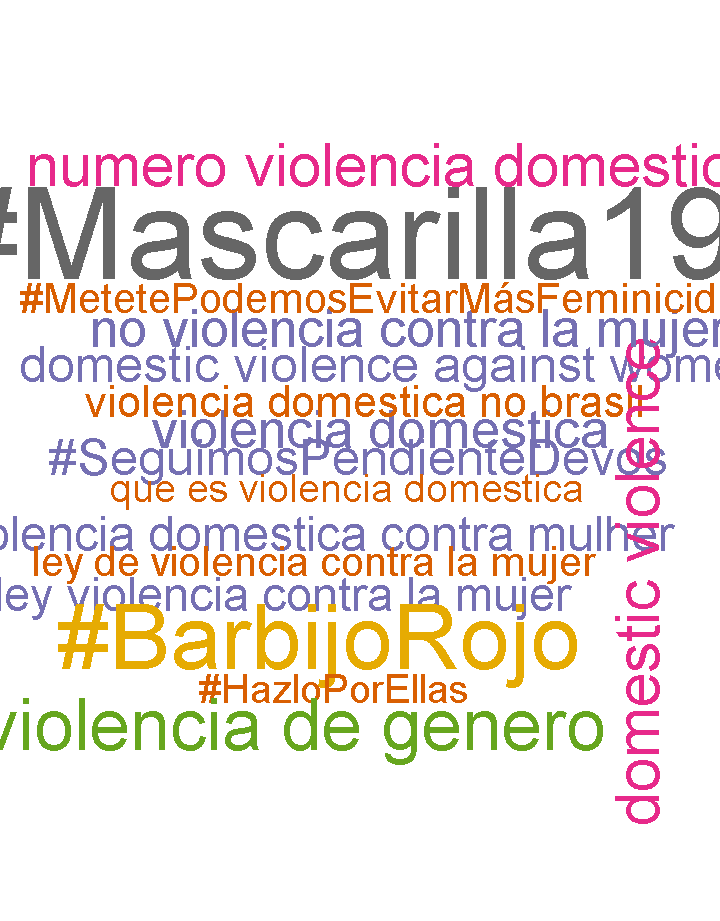 numero violencia domestic
#Mascarilla19
#MetetePodemosEvitarMásFeminicid
no violencia contra la mujer
domestic violence against wome
violencia domestica no brasil
violencia domestica
#SeguimosPendienteDevos
que es violencia domestica
olencia domestica contra mulher
ley de violencia contra la mujer
ley violencia contra la mujer
#BarbijoRojo
#HazloPorEllas
violencia de genero
domestic violence